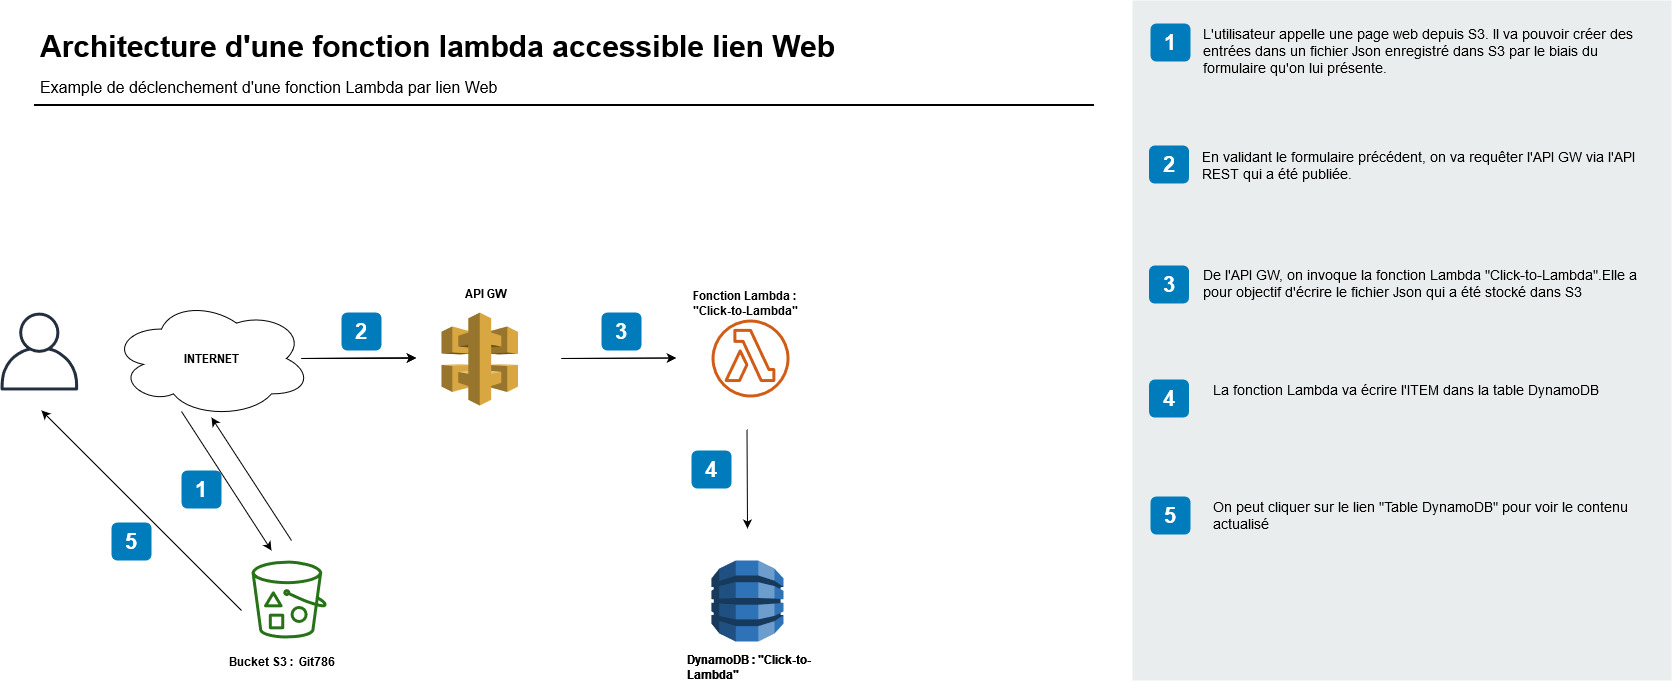 Architecture d'une fonction lambda accessible lien Web
Example de déclenchement d'une fonction Lambda par lien Web
API GW
Fonction Lambda :
"Click-to-Lambda"
INTERNET
2
3
1
4
5
Bucket S3 : Git786
DynamoDB : "Click-to-
Lambda"
1
L'utilisateur appelle une page web depuis S3. Il va pouvoir créer des
entrées dans un fichier Json enregistré dans S3 par le biais du
formulaire qu'on lui présente.
2
En validant le formulaire précédent, on va requêter l'API GW via l'API
REST qui a été publiée.
3
De l'API GW, on invoque la fonction Lambda "Click-to-Lambda".Elle a
pour objectif d'écrire le fichier Json qui a été stocké dans S3
4
La fonction Lambda va écrire l'ITEM dans la table DynamoDB
5
On peut cliquer sur le lien "Table DynamoDB" pour voir le contenu
actualisé